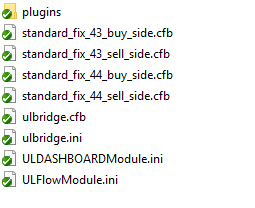 plugins
standard_fix_43_buy_side.cfb
standard_fix_43_sell_side.cfb
standard_fix_44_buy_side.cfb
standard_fix_44_sell_side.cfb
ulbridge.cfb
ulbridge.ini
ULDASHBOARDModule.ini
ULFlowModule.ini